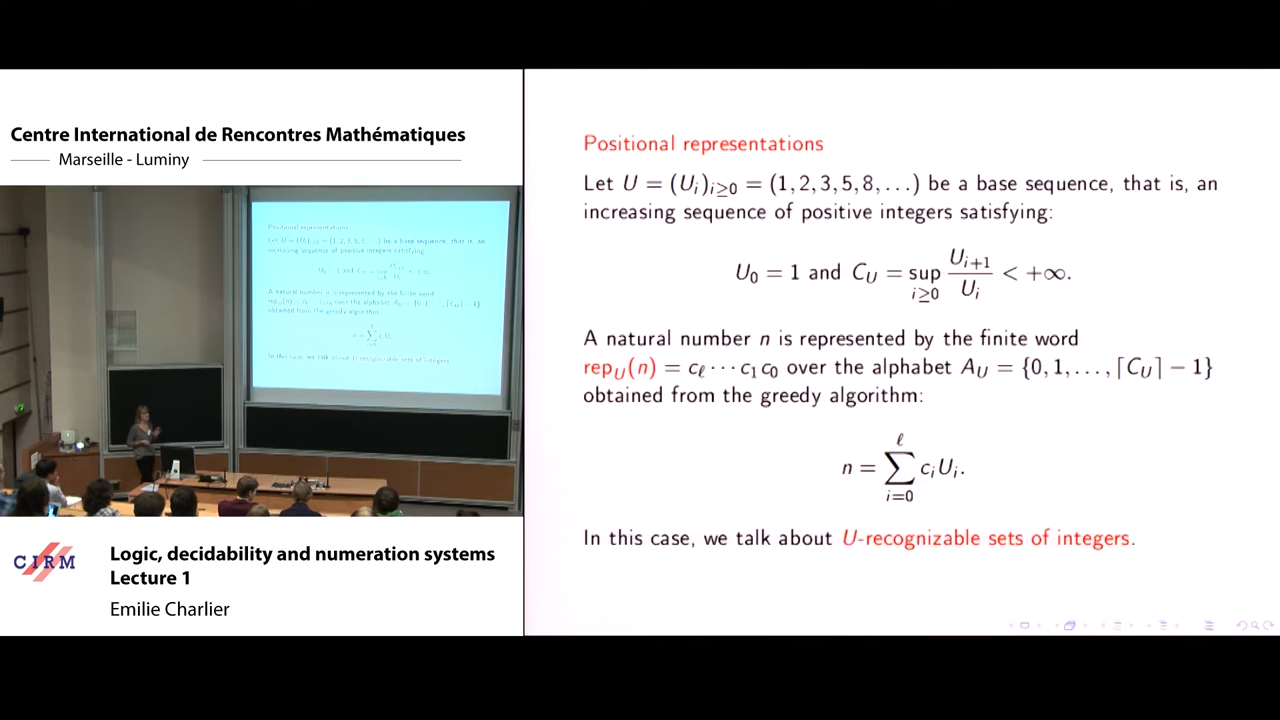 Centre International de Rencontres Mathématiques
Marseille - Luminy
Positional representations
Let U = (U_i)_{i≥0} = (1, 2, 3, 5, 8, . . .) be a base sequence, that is, an
increasing sequence of positive integers satisfying:
U_0 = 1 and C_U = sup_{i≥0} U_{i+1}/U_i < +∞.
A natural number n is represented by the finite word
rep_U(n) = c_ℓ · · · c_1 c_0 over the alphabet A_U = {0, 1, . . . , ⌈C_U⌉ − 1}
obtained from the greedy algorithm:
n = ∑_{i=0}^{ℓ} c_i U_i.
In this case, we talk about U-recognizable sets of integers.
CIRM
Logic, decidability and numeration systems
Lecture 1
Emilie Charlier